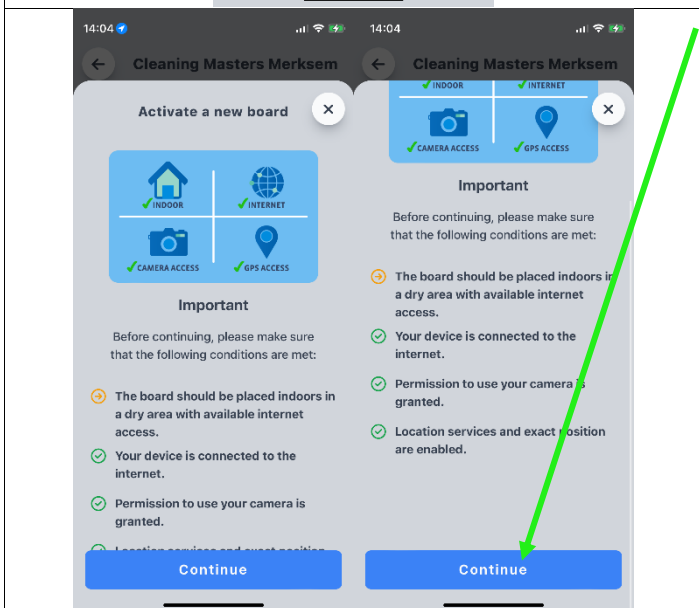 14:04
Cleaning Masters Merksem
Activate a new board
INDOOR
INTERNET
CAMERA ACCESS
GPS ACCESS
Important
Before continuing, please make sure
that the following conditions are met:
The board should be placed indoors in
a dry area with available internet
access.
Your device is connected to the
internet.
Permission to use your camera is
granted.
Location services and exact position
Continue
14:04
Cleaning Masters Merksem
INDOOR
INTERNET
CAMERA ACCESS
GPS ACCESS
Important
Before continuing, please make sure
that the following conditions are met:
The board should be placed indoors in
a dry area with available internet
access.
Your device is connected to the
internet.
Permission to use your camera is
granted.
Location services and exact position
are enabled.
Continue